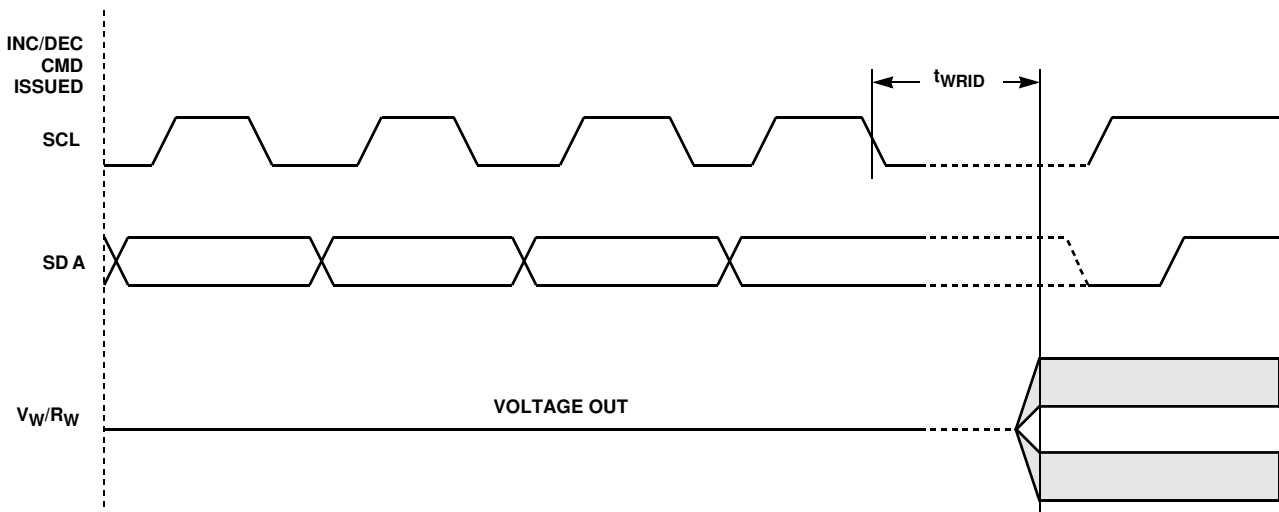 INC/DEC
CMD
ISSUED
tWRID
SCL
SD A
VOLTAGE OUT
VW/RW